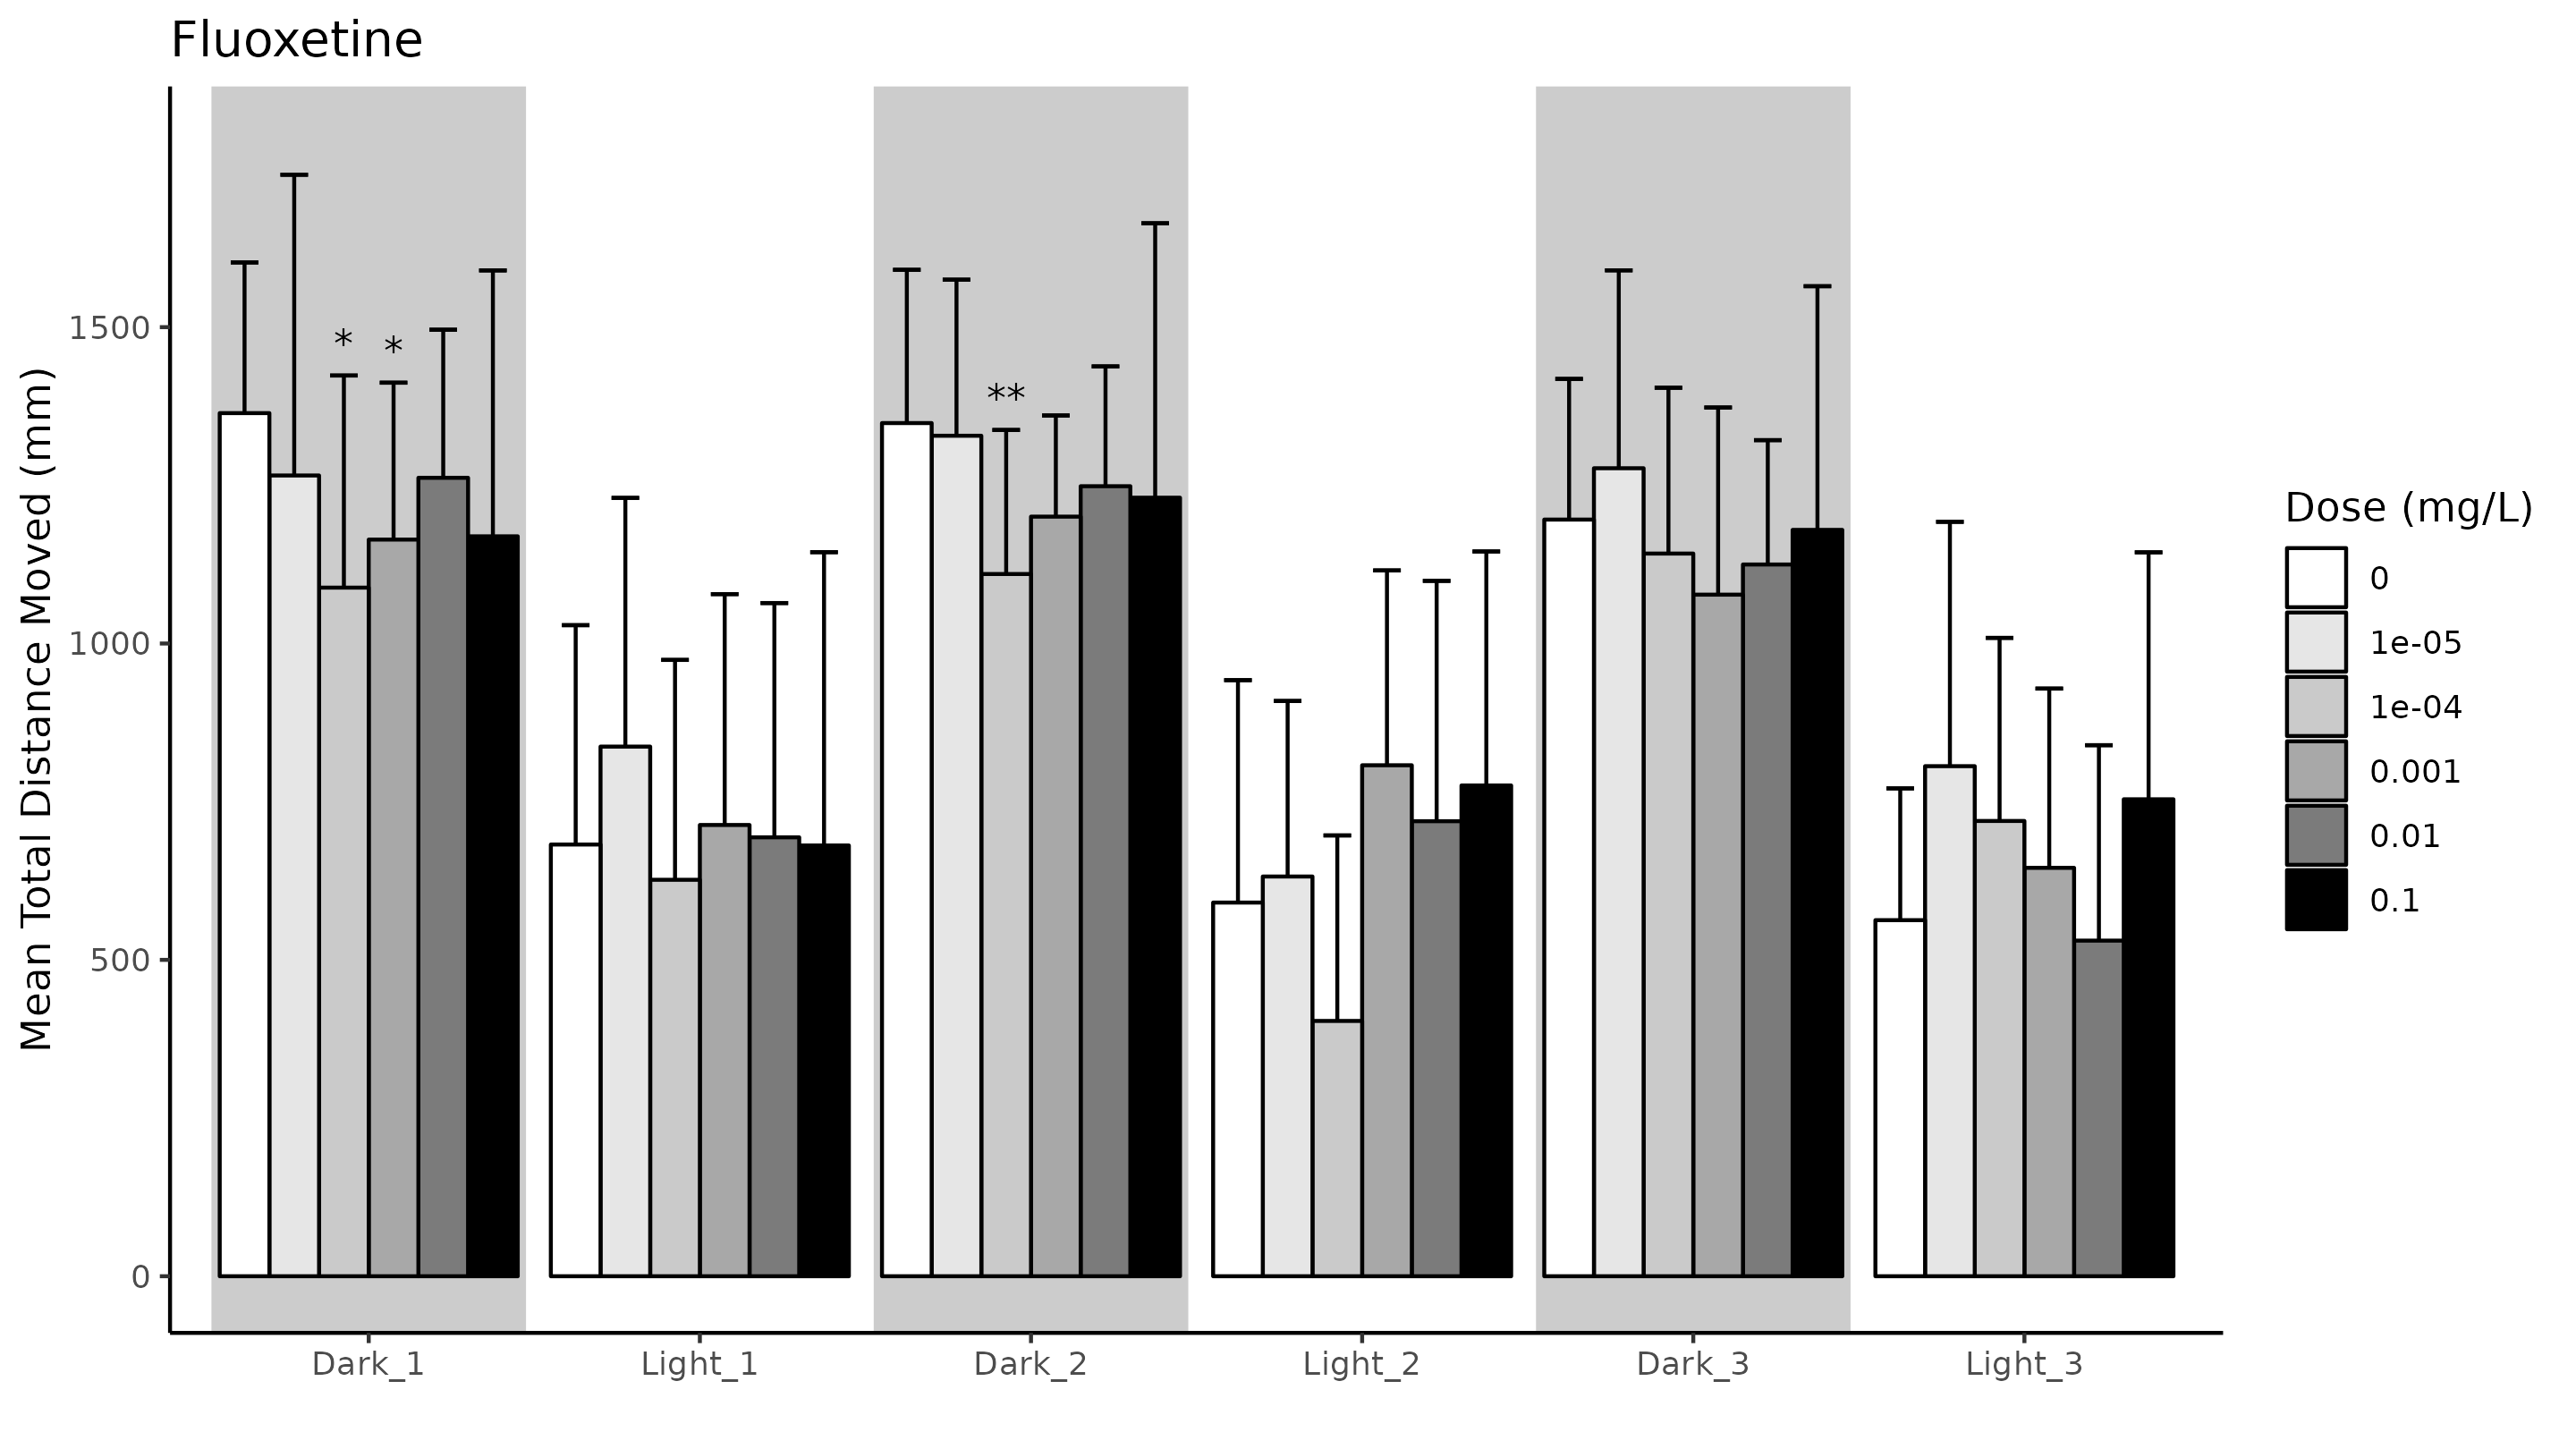 Fluoxetine
Mean Total Distance Moved (mm)
1500
1000
500
0
*
*
**
Dark_1
Light_1
Dark_2
Light_2
Dark_3
Light_3
Dose (mg/L)
0
1e-05
1e-04
0.001
0.01
0.1